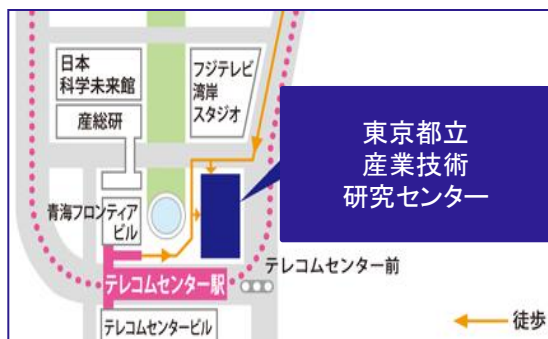 日本
科学未来館
産総研
フジテレビ
湾岸
スタジオ
東京都立
産業技術
研究センター
青海フロンティア
ビル
テレコムセンター駅
テレコムセンター前
テレコムセンタービル
徒歩